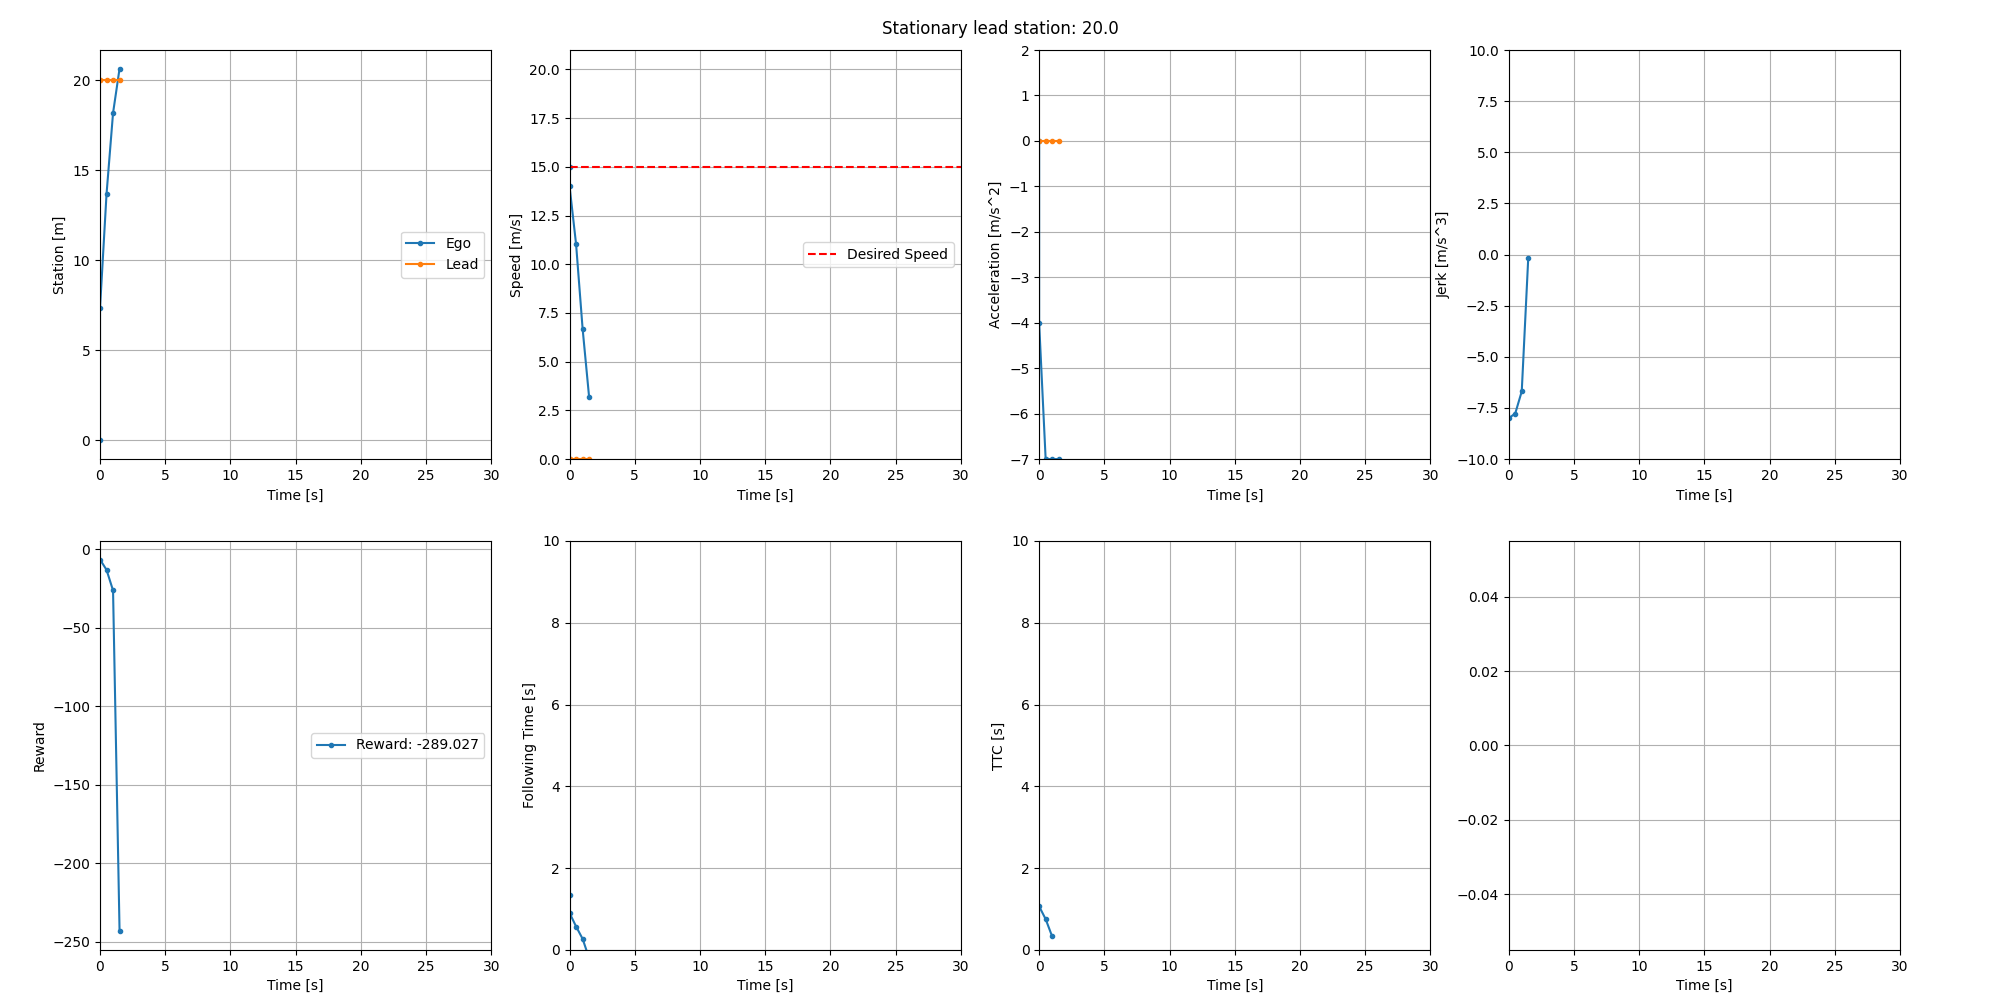 Stationary lead station: 20.0
Station [m]
20
15
10
5
0
Ego
Lead
0 5 10 15 20 25 30
Time [s]
Speed [m/s]
20.0
17.5
15.0
12.5
10.0
7.5
5.0
2.5
0.0
Desired Speed
0 5 10 15 20 25 30
Time [s]
Acceleration [m/s^2]
2
1
0
−1
−2
−3
−4
−5
−6
−7
0 5 10 15 20 25 30
Time [s]
Jerk [m/s^3]
10.0
7.5
5.0
2.5
0.0
−2.5
−5.0
−7.5
−10.0
0 5 10 15 20 25 30
Time [s]
Reward
0
−50
−100
−150
−200
−250
Reward: -289.027
0 5 10 15 20 25 30
Time [s]
Following Time [s]
10
8
6
4
2
0
0 5 10 15 20 25 30
Time [s]
TTC [s]
10
8
6
4
2
0
0 5 10 15 20 25 30
Time [s]
0.04
0.02
0.00
−0.02
−0.04
0 5 10 15 20 25 30
Time [s]